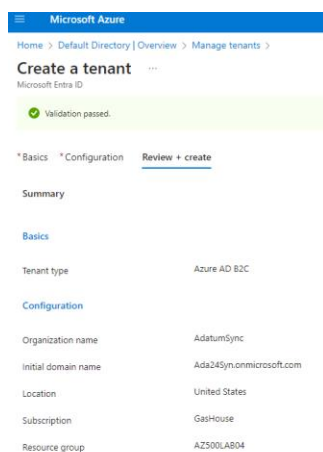 Microsoft Azure
Home > Default Directory | Overview > Manage tenants >
Create a tenant ...
Microsoft Entra ID
Validation passed.
* Basics * Configuration Review + create
Summary
Basics
Tenant type Azure AD B2C
Configuration
Organization name AdatumSync
Initial domain name Ada24Syn.onmicrosoft.com
Location United States
Subscription GasHouse
Resource group AZ500LAB04